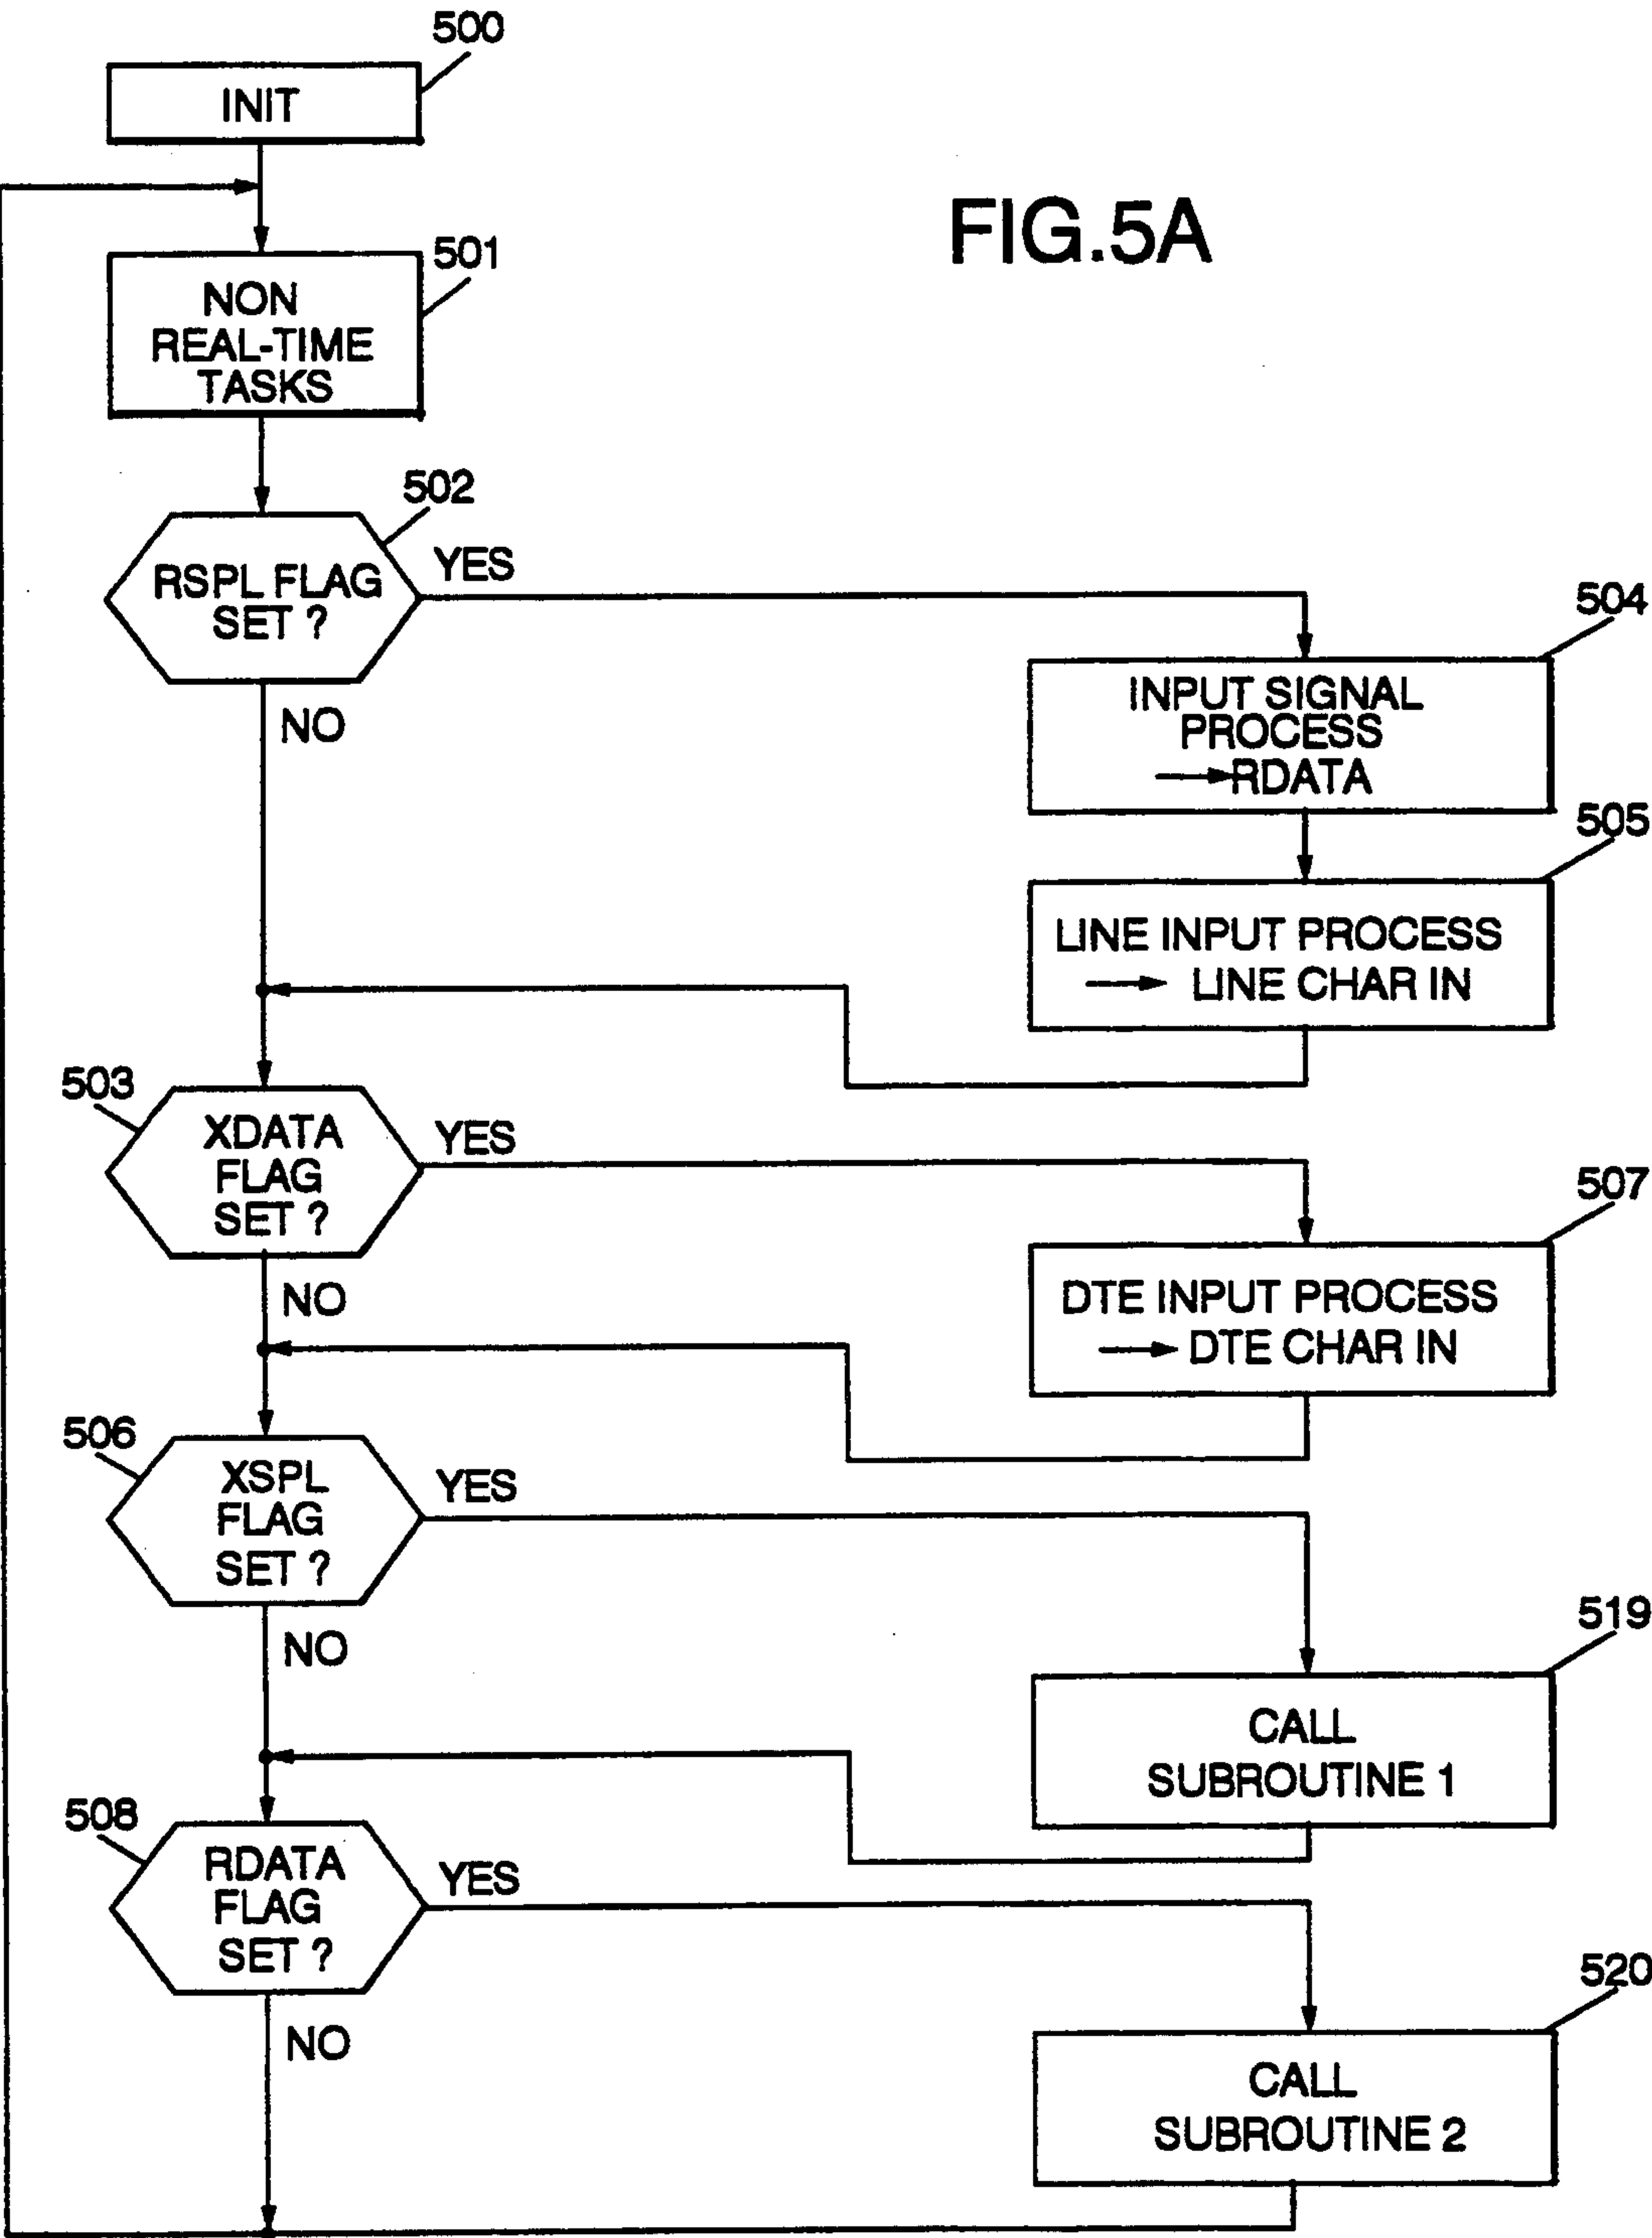 500
INIT
FIG.5A
501
NON
REAL-TIME
TASKS
502
RSPL FLAG
SET ?
YES
NO
504
INPUT SIGNAL
PROCESS
→RDATA
505
LINE INPUT PROCESS
→ LINE CHAR IN
503
XDATA
FLAG
SET ?
YES
NO
507
DTE INPUT PROCESS
→ DTE CHAR IN
506
XSPL
FLAG
SET ?
YES
NO
519
CALL
SUBROUTINE 1
508
RDATA
FLAG
SET ?
YES
NO
520
CALL
SUBROUTINE 2